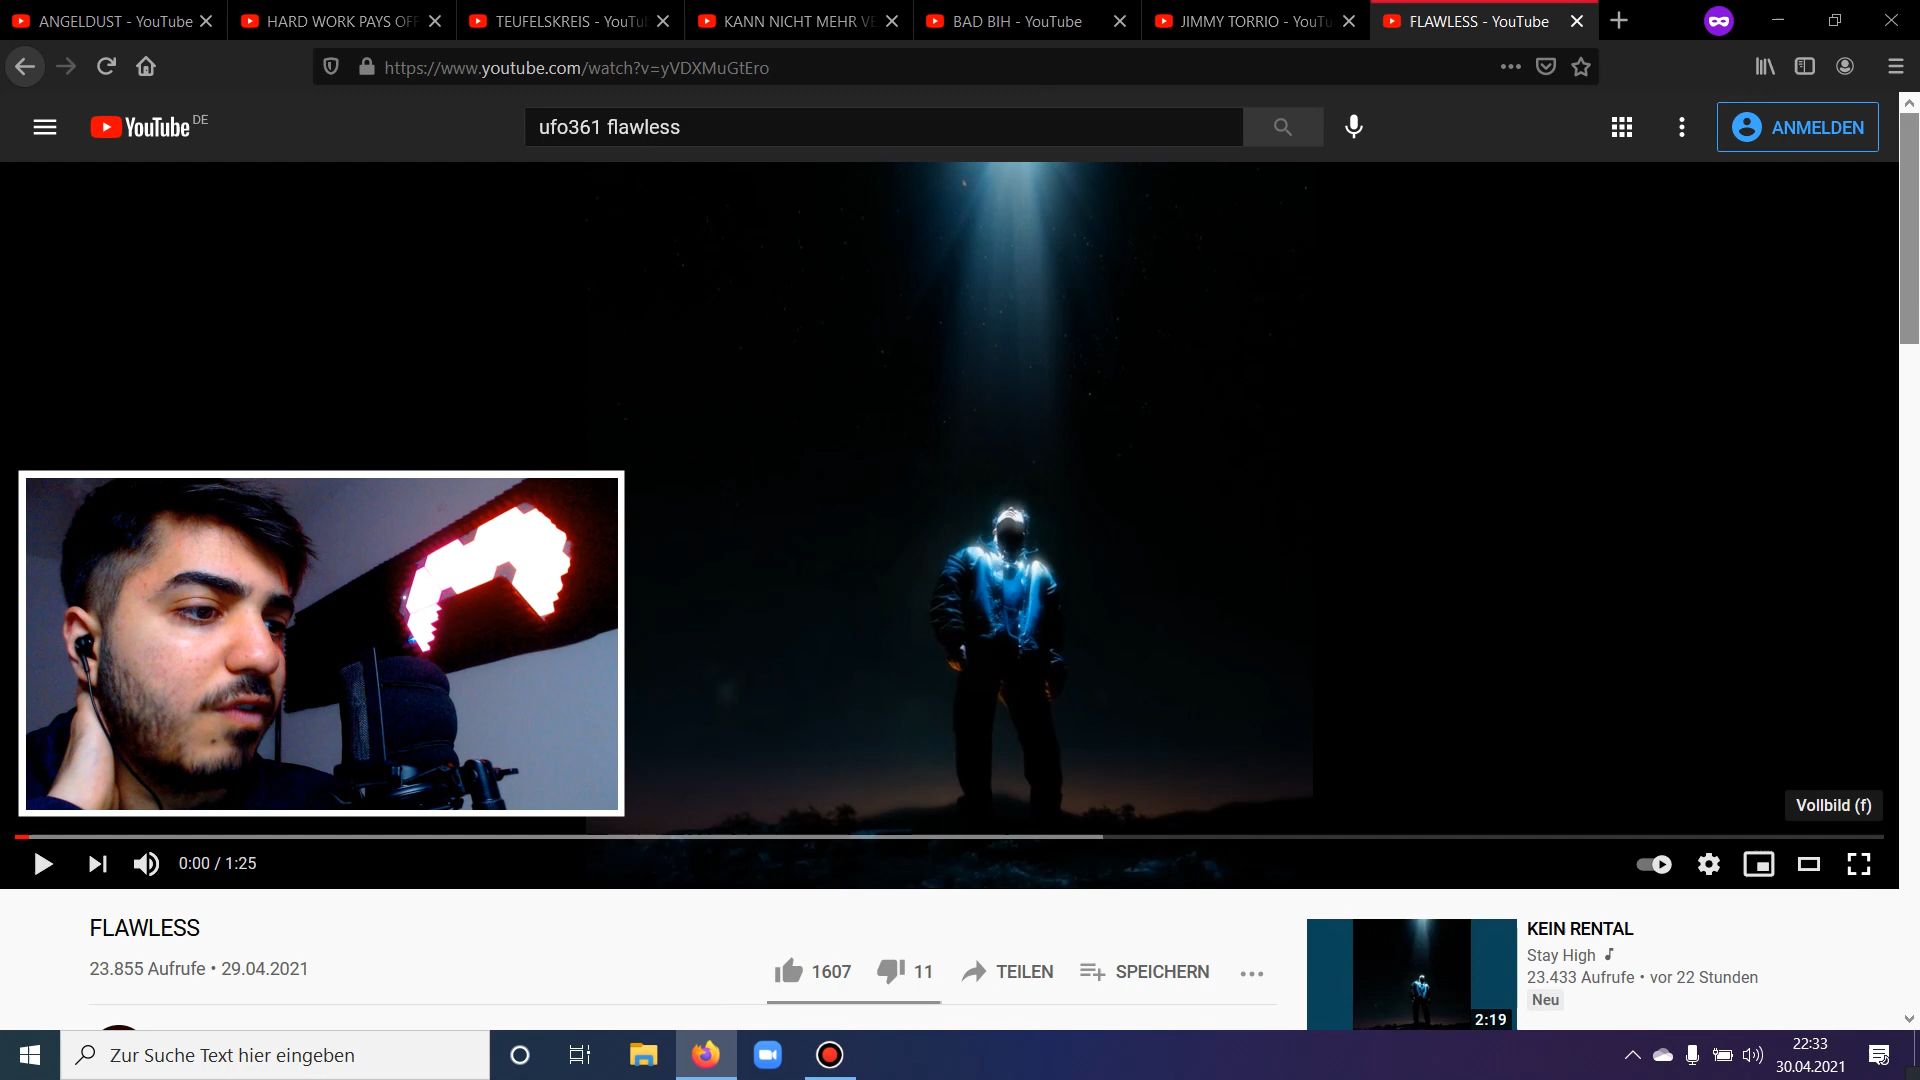 ANGELDUST - YouTube
HARD WORK PAYS OFF
TEUFELSKREIS - YouTu
KANN NICHT MEHR VE
BAD BIH - YouTube
JIMMY TORRIO - YouTu
FLAWLESS - YouTube
https://www.youtube.com/watch?v=yVDXMuGtEro
YouTube DE
ufo361 flawless
ANMELDEN
Vollbild (f)
0:00 / 1:25
FLAWLESS
23.855 Aufrufe • 29.04.2021
1607
11
TEILEN
SPEICHERN
KEIN RENTAL
Stay High
23.433 Aufrufe • vor 22 Stunden
Neu
2:19
Zur Suche Text hier eingeben
22:33
30.04.2021